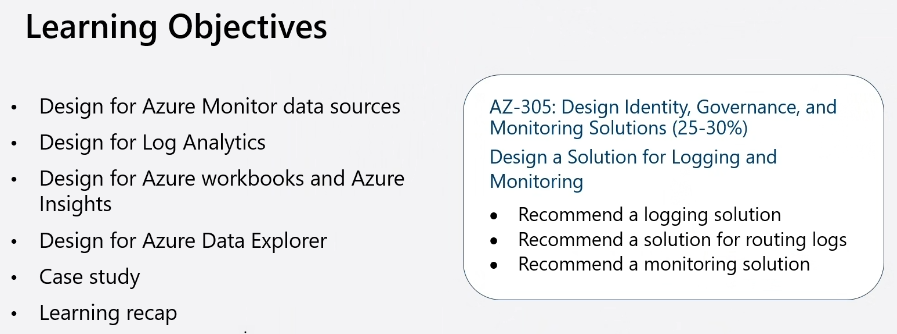 Learning Objectives
• Design for Azure Monitor data sources
• Design for Log Analytics
• Design for Azure workbooks and Azure
Insights
• Design for Azure Data Explorer
• Case study
• Learning recap
AZ-305: Design Identity, Governance, and
Monitoring Solutions (25-30%)
Design a Solution for Logging and
Monitoring
• Recommend a logging solution
• Recommend a solution for routing logs
• Recommend a monitoring solution